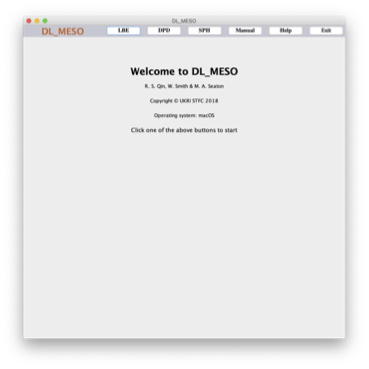 DL_MESO
DL_MESO LBE DPD SPH Manual Help Exit
Welcome to DL_MESO
R. S. Qin, W. Smith & M. A. Seaton
Copyright © UKRI STFC 2018
Operating system: macOS
Click one of the above buttons to start